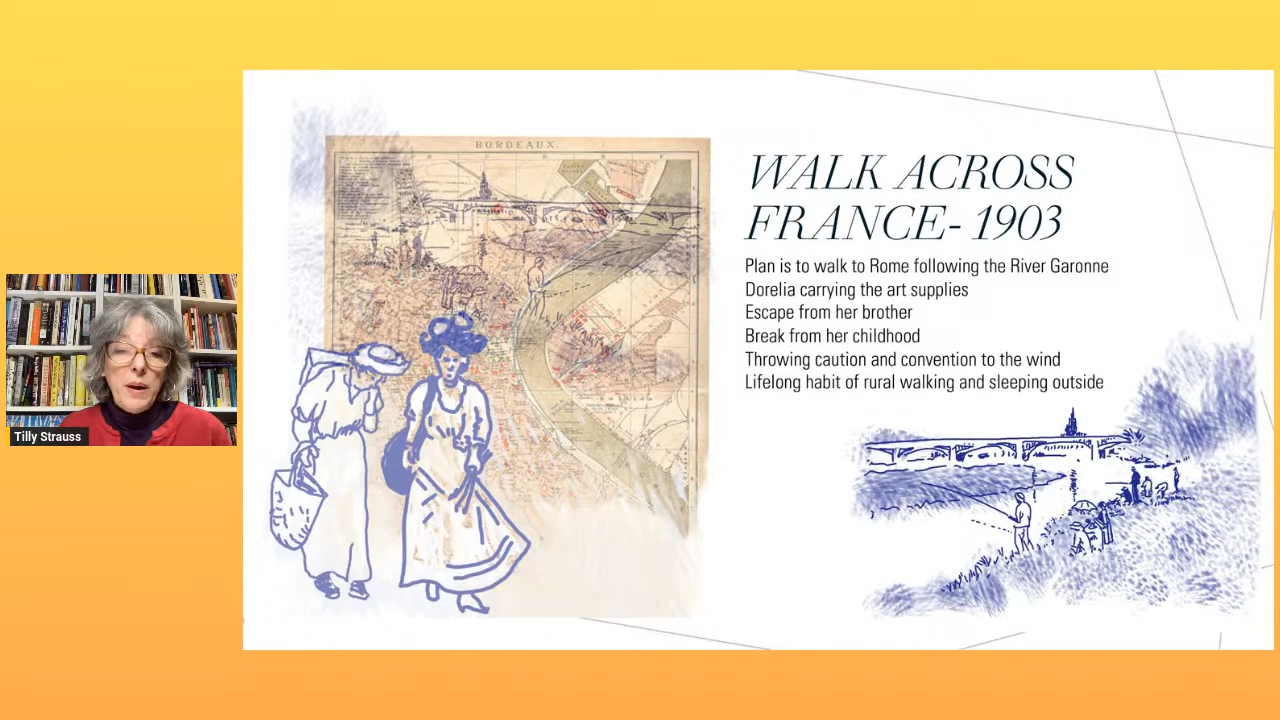 BORDEAUX.
WALK ACROSS
FRANCE- 1903
Plan is to walk to Rome following the River Garonne
Dorelia carrying the art supplies
Escape from her brother
Break from her childhood
Throwing caution and convention to the wind
Lifelong habit of rural walking and sleeping outside
Tilly Strauss